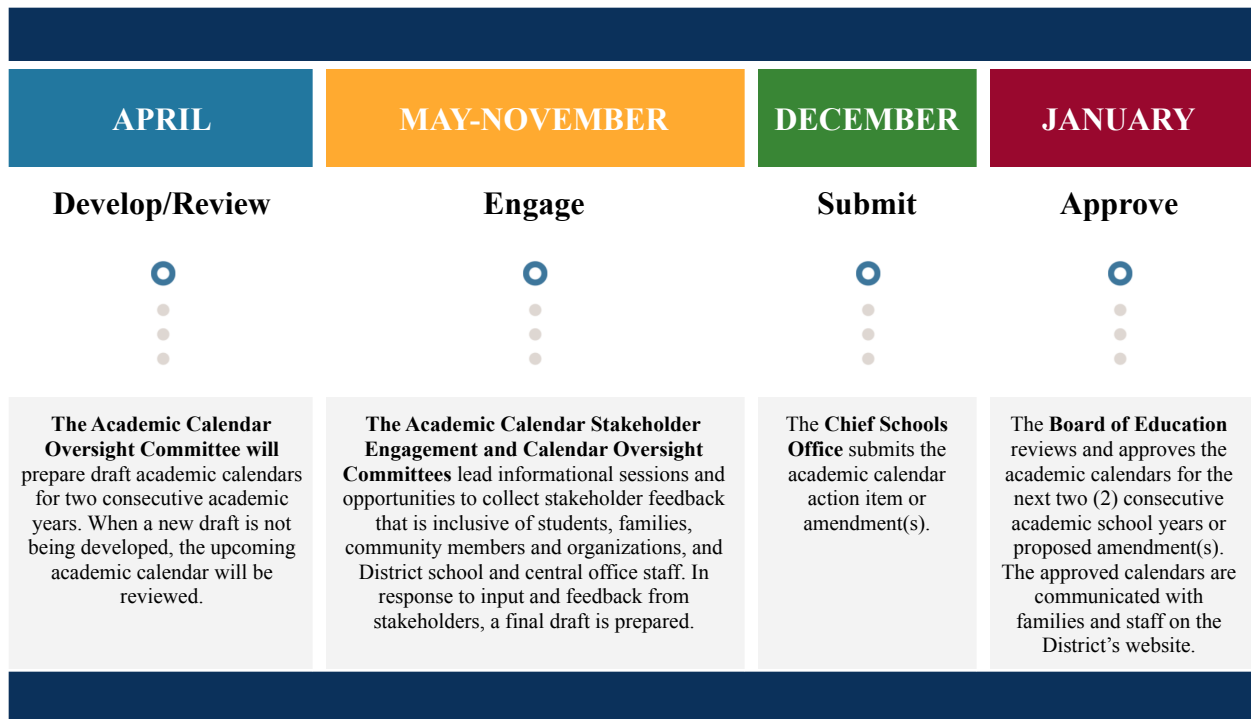 APRIL
MAY-NOVEMBER
DECEMBER
JANUARY
Develop/Review
Engage
Submit
Approve
The Academic Calendar
Oversight Committee will
prepare draft academic calendars
for two consecutive academic
years. When a new draft is not
being developed, the upcoming
academic calendar will be
reviewed.
The Academic Calendar Stakeholder
Engagement and Calendar Oversight
Committees lead informational sessions and
opportunities to collect stakeholder feedback
that is inclusive of students, families,
community members and organizations, and
District school and central office staff. In
response to input and feedback from
stakeholders, a final draft is prepared.
The Chief Schools
Office submits the
academic calendar
action item or
amendment(s).
The Board of Education
reviews and approves the
academic calendars for the
next two (2) consecutive
academic school years or
proposed amendment(s).
The approved calendars are
communicated with
families and staff on the
District’s website.